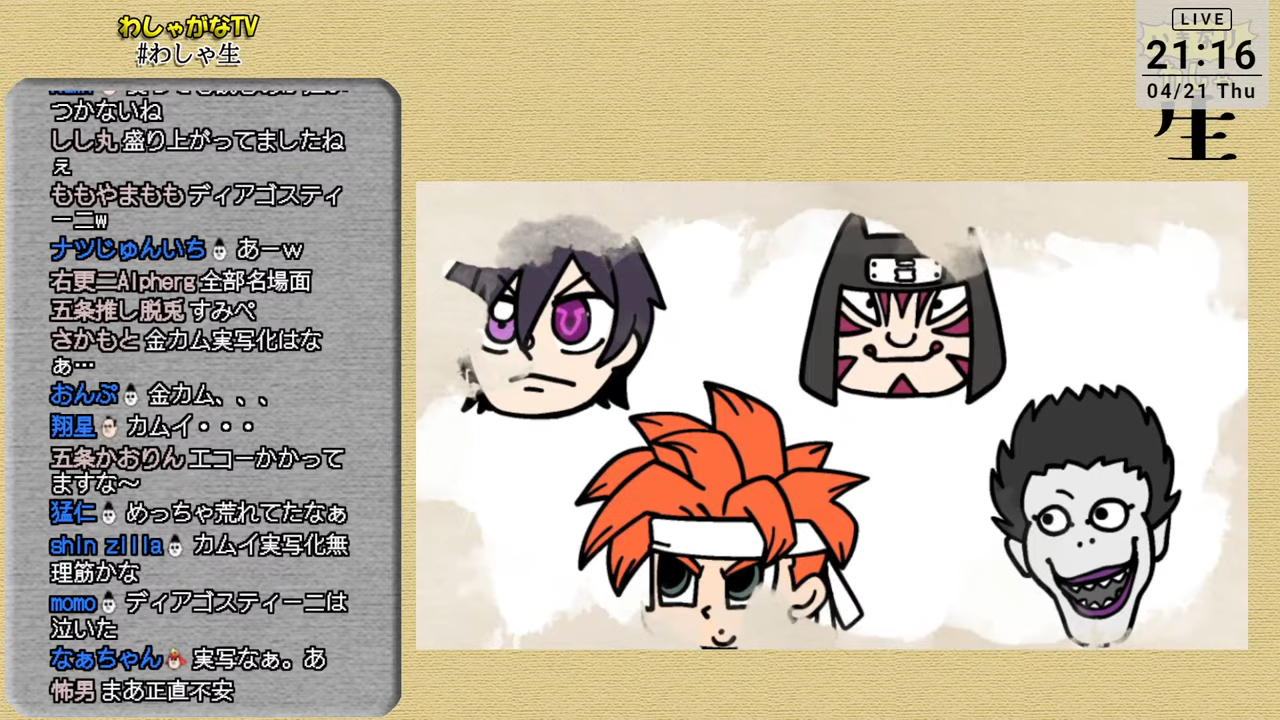 わしゃがなTV
#わしゃ生
つかないね
しし丸 盛り上がってましたね
ぇ
ももやまもも ディアゴスティ
ーニw
ナツじゅんいち あーw
右更二Alpherg 全部名場面
五条推し脱兎 すみぺ
さかもと 金カム実写化はな
ぁ…
おんぷ 金カム、、、
翔星 カムイ・・・
五条かおりん エコーかかって
ますな～
猛仁 めっちゃ荒れてたなぁ
shin zilla カムイ実写化無
理筋かな
momo ディアゴスティーニは
泣いた
なぁちゃん 実写なぁ。あ
怖男 まあ正直不安
LIVE
21:16
04/21 Thu
生